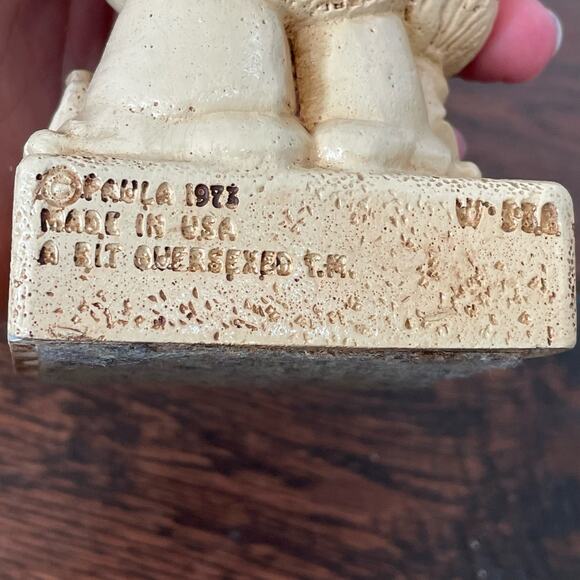 © PAULA 1973 W-
MADE IN USA
A BIT OVERSEXED T.M.